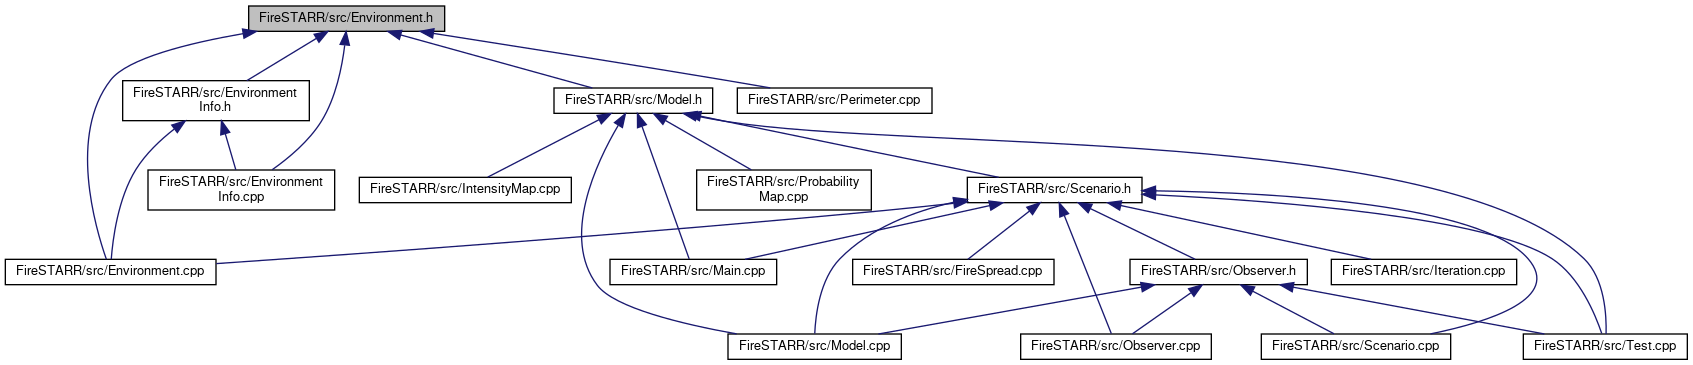 FireSTARR/src/Environment.h
FireSTARR/src/Environment
Info.h
FireSTARR/src/Model.h
FireSTARR/src/Perimeter.cpp
FireSTARR/src/Environment
Info.cpp
FireSTARR/src/IntensityMap.cpp
FireSTARR/src/Probability
Map.cpp
FireSTARR/src/Scenario.h
FireSTARR/src/Environment.cpp
FireSTARR/src/Main.cpp
FireSTARR/src/FireSpread.cpp
FireSTARR/src/Observer.h
FireSTARR/src/Iteration.cpp
FireSTARR/src/Model.cpp
FireSTARR/src/Observer.cpp
FireSTARR/src/Scenario.cpp
FireSTARR/src/Test.cpp